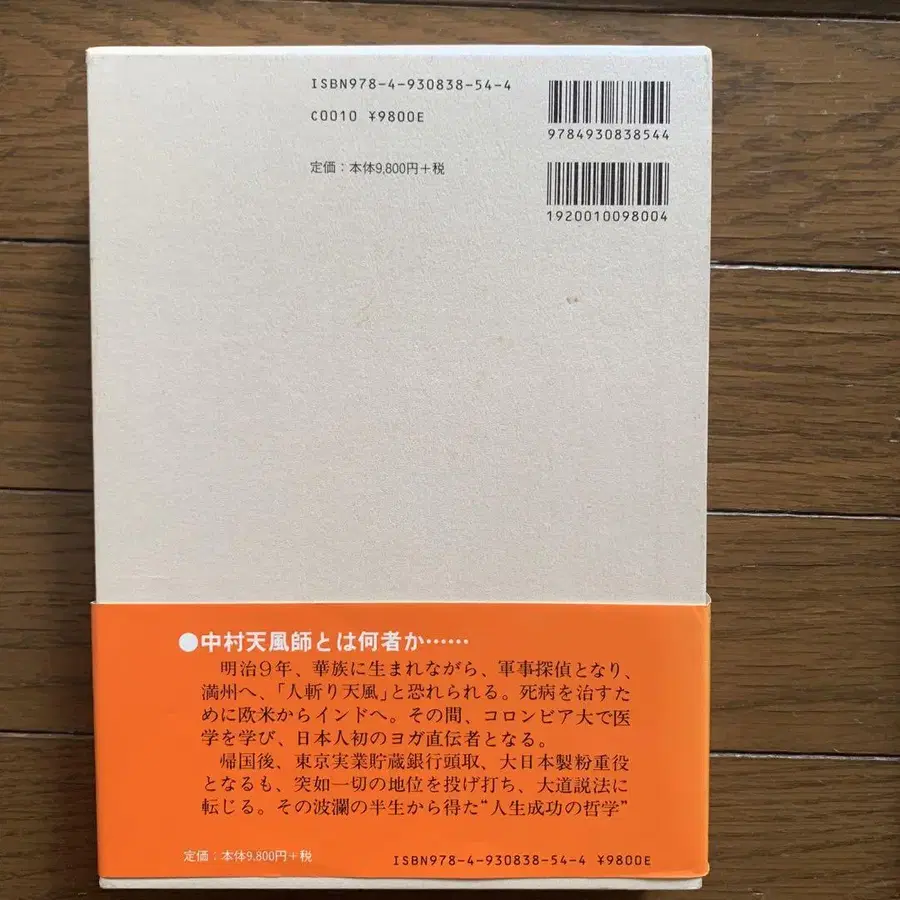 ISBN978-4-930838-54-4
C0010 ¥9800E
定価：本体9,800円＋税
9784930838544
1920010098004
●中村天風師とは何者か……
明治９年、華族に生まれながら、軍事探偵となり、
満州へ、「人斬り天風」と恐れられる。死病を治すた
めに欧米からインドへ。その間、コロンビア大で医
学を学び、日本人初のヨガ直伝者となる。
帰国後、東京実業貯蔵銀行頭取、大日本製粉重役
となるも、突如一切の地位を投げ打ち、大道説法に
転じる。その波瀾の半生から得た“人生成功の哲学”
定価：本体9,800円＋税
ISBN978-4-930838-54-4 ¥9800E